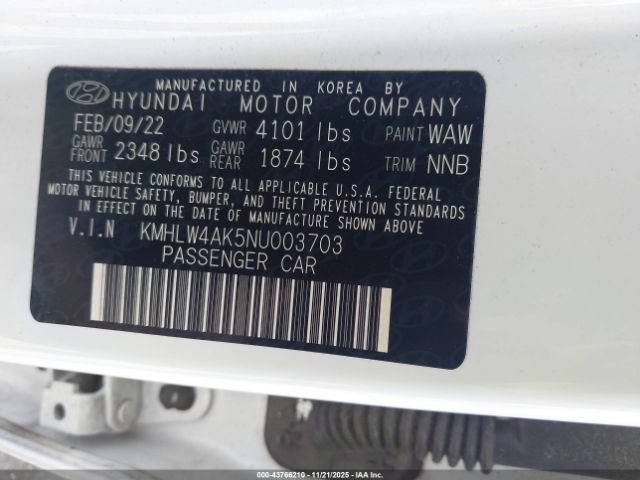 MANUFACTURED IN KOREA BY
HYUNDAI MOTOR COMPANY
FEB/09/22 GVWR 4101 lbs PAINT WAW
GAWR FRONT 2348 lbs GAWR REAR 1874 lbs TRIM NNB
THIS VEHICLE CONFORMS TO ALL APPLICABLE U.S.A. FEDERAL
MOTOR VEHICLE SAFETY, BUMPER, AND THEFT PREVENTION STANDARDS
IN EFFECT ON THE DATE OF MANUFACTURE SHOWN ABOVE
V.I.N KMHLW4AK5NU003703
PASSENGER CAR
000-43766210 - 11/21/2025 - IAAI.COM